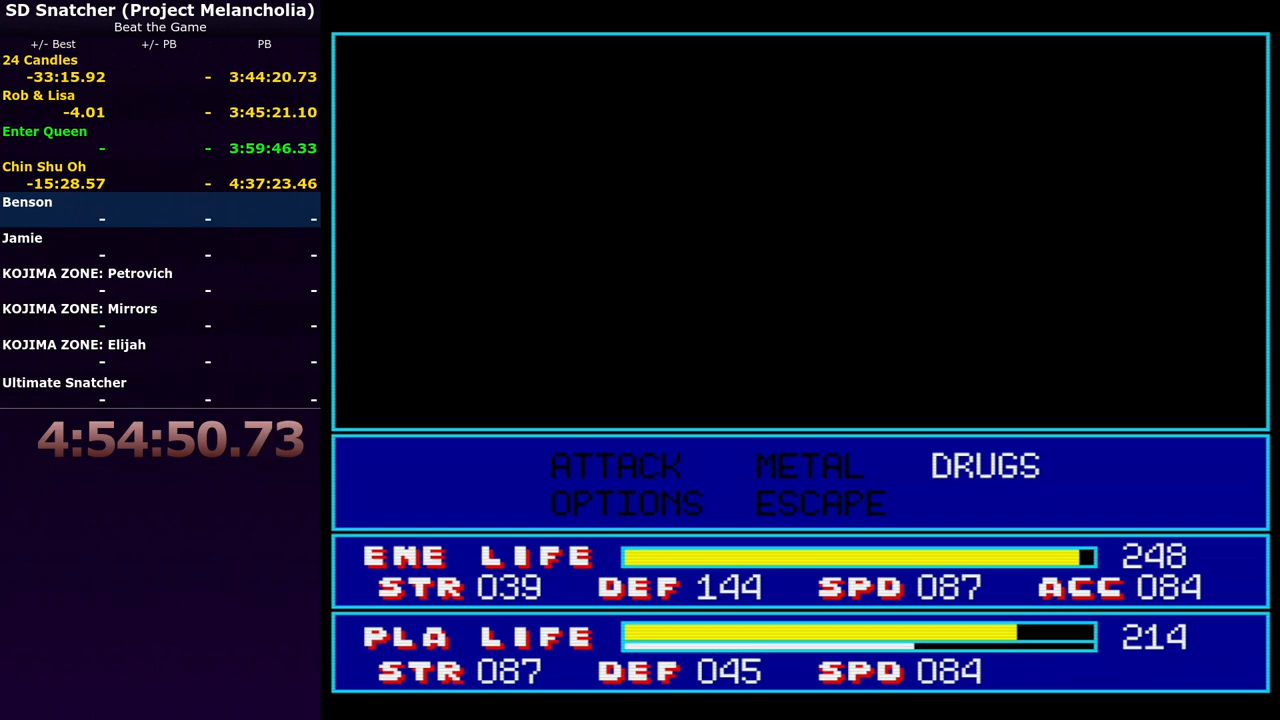 SD Snatcher (Project Melancholia)
Beat the Game
+/- Best +/- PB PB
24 Candles
-33:15.92 - 3:44:20.73
Rob & Lisa
-4.01 - 3:45:21.10
Enter Queen
- - 3:59:46.33
Chin Shu Oh
-15:28.57 - 4:37:23.46
Benson
- - -
Jamie
- - -
KOJIMA ZONE: Petrovich
- - -
KOJIMA ZONE: Mirrors
- - -
KOJIMA ZONE: Elijah
- - -
Ultimate Snatcher
- - -
4:54:50.73
ATTACK METAL DRUGS
OPTIONS ESCAPE
ENE LIFE 248
STR 039 DEF 144 SPD 087 ACC 084
PLA LIFE 214
STR 087 DEF 045 SPD 084